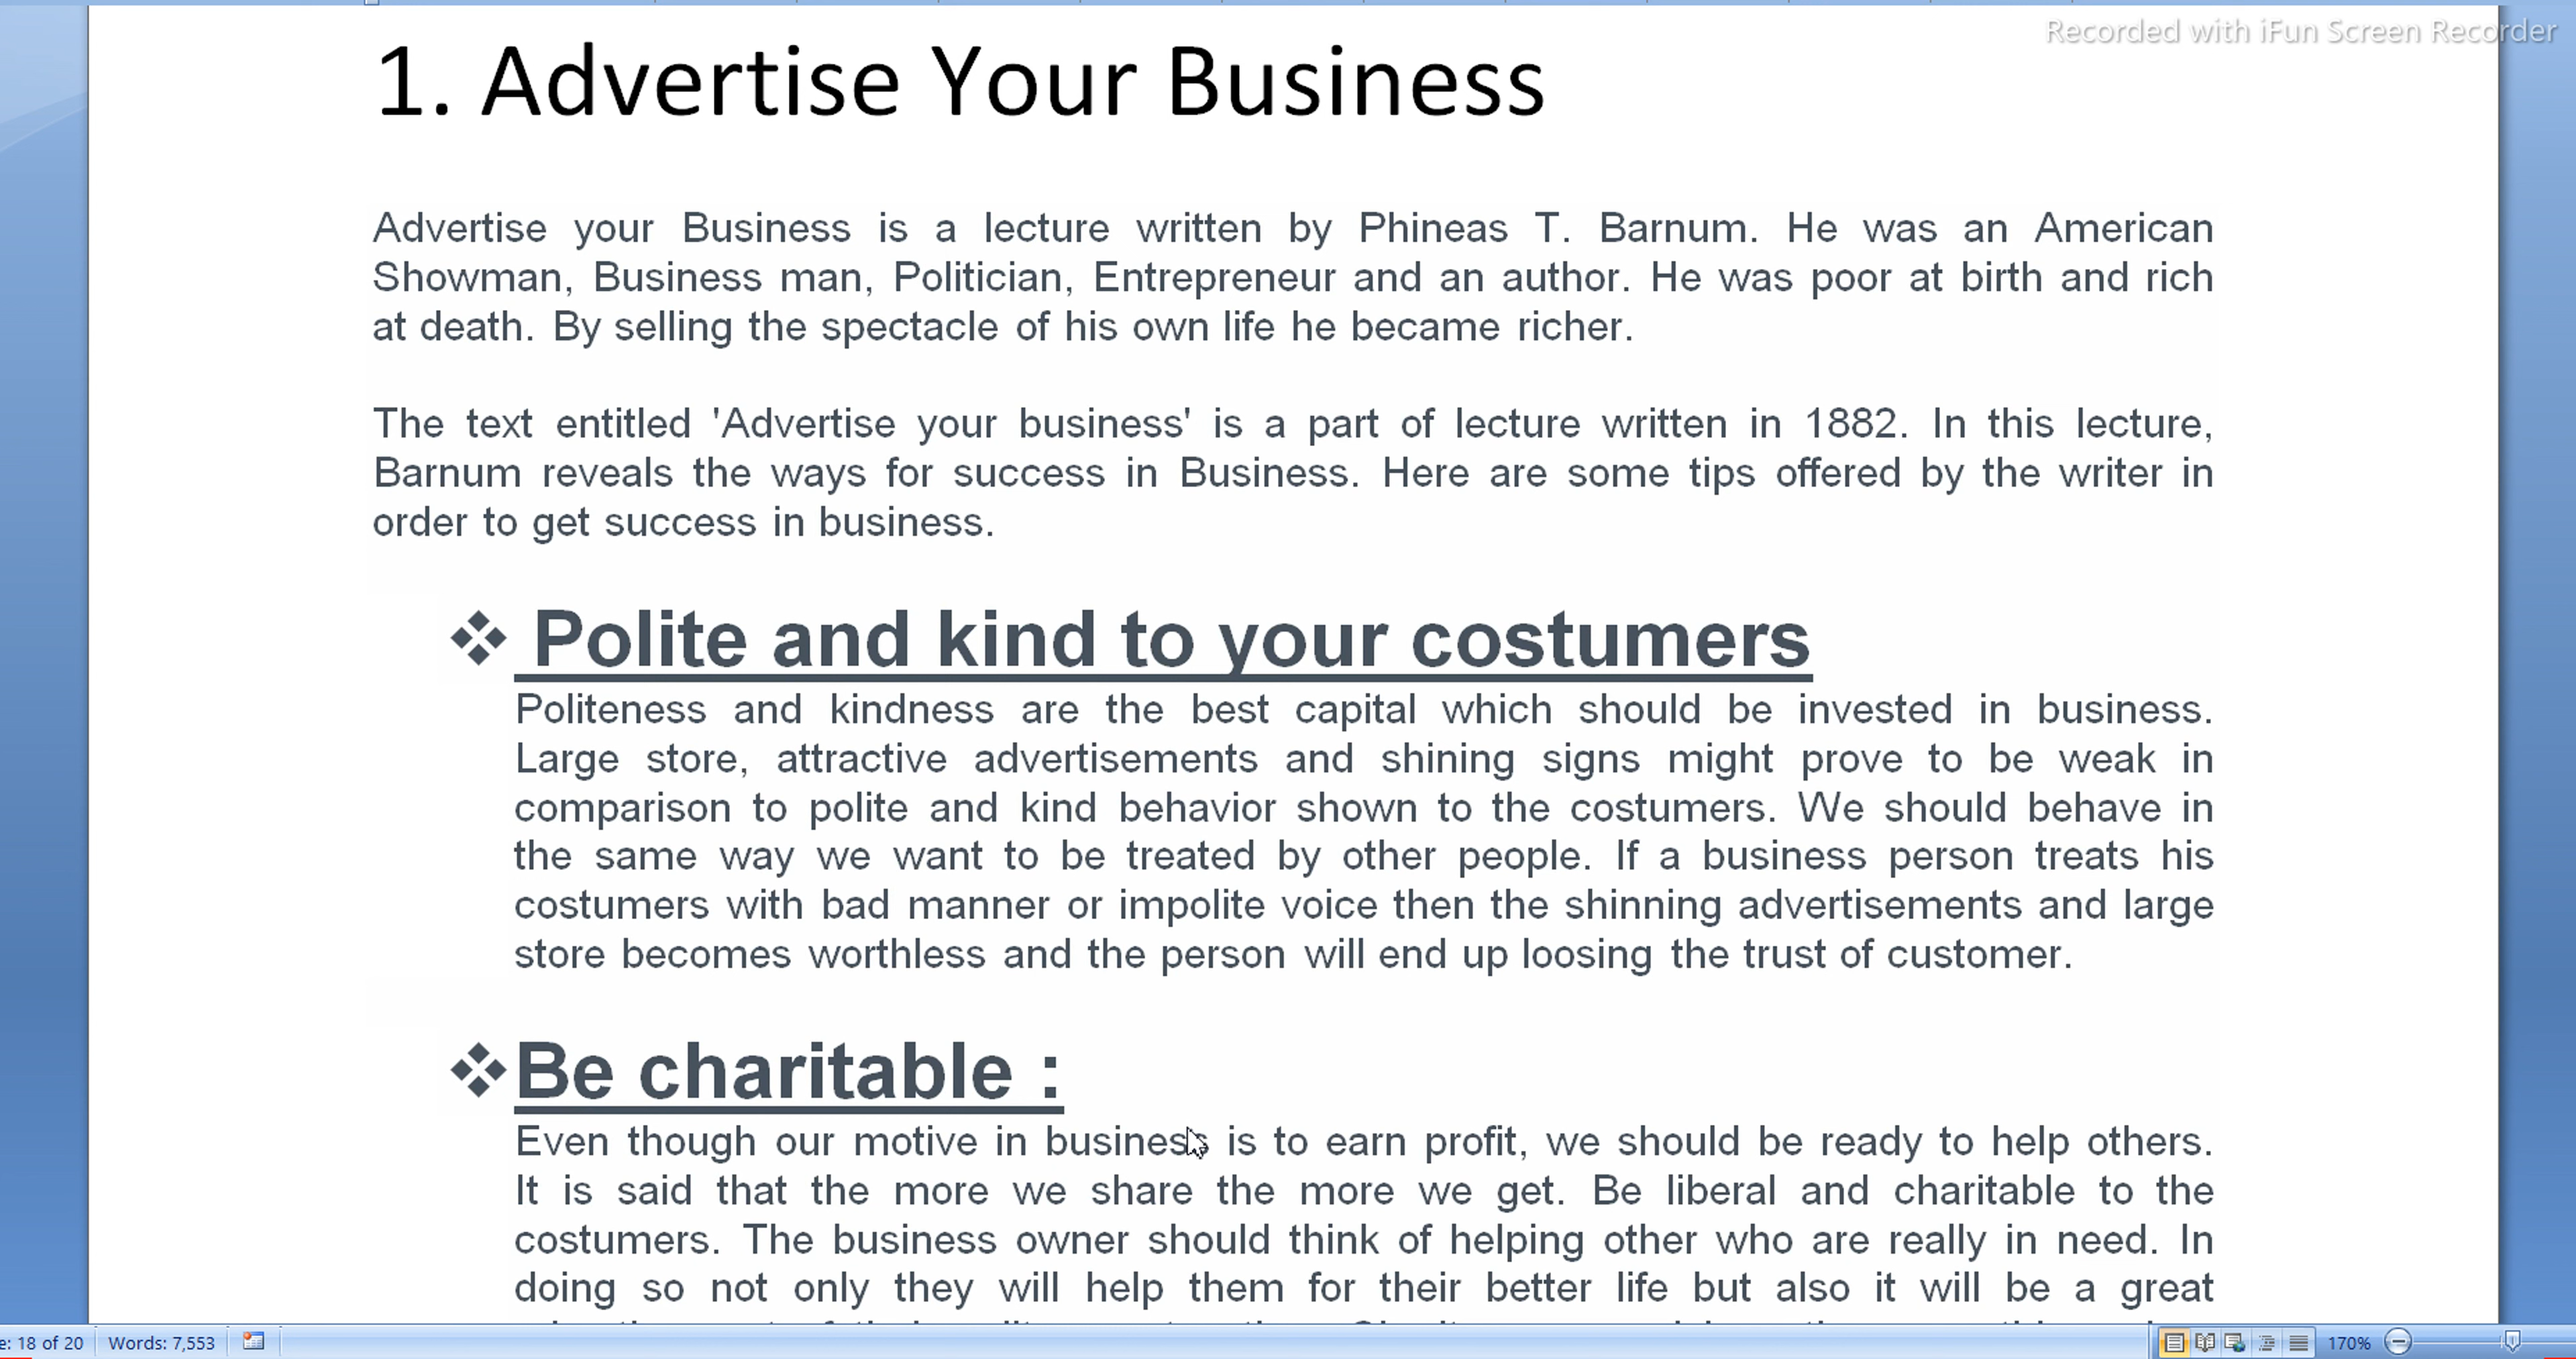 Recorded with iFun Screen Recorder
1. Advertise Your Business
Advertise your Business is a lecture written by Phineas T. Barnum. He was an American
Showman, Business man, Politician, Entrepreneur and an author. He was poor at birth and rich
at death. By selling the spectacle of his own life he became richer.
The text entitled 'Advertise your business' is a part of lecture written in 1882. In this lecture,
Barnum reveals the ways for success in Business. Here are some tips offered by the writer in
order to get success in business.
❖ Polite and kind to your costumers
Politeness and kindness are the best capital which should be invested in business.
Large store, attractive advertisements and shining signs might prove to be weak in
comparison to polite and kind behavior shown to the costumers. We should behave in
the same way we want to be treated by other people. If a business person treats his
costumers with bad manner or impolite voice then the shinning advertisements and large
store becomes worthless and the person will end up loosing the trust of customer.
❖ Be charitable :
Even though our motive in business is to earn profit, we should be ready to help others.
It is said that the more we share the more we get. Be liberal and charitable to the
costumers. The business owner should think of helping other who are really in need. In
doing so not only they will help them for their better life but also it will be a great
e: 18 of 20 Words: 7,553 170%